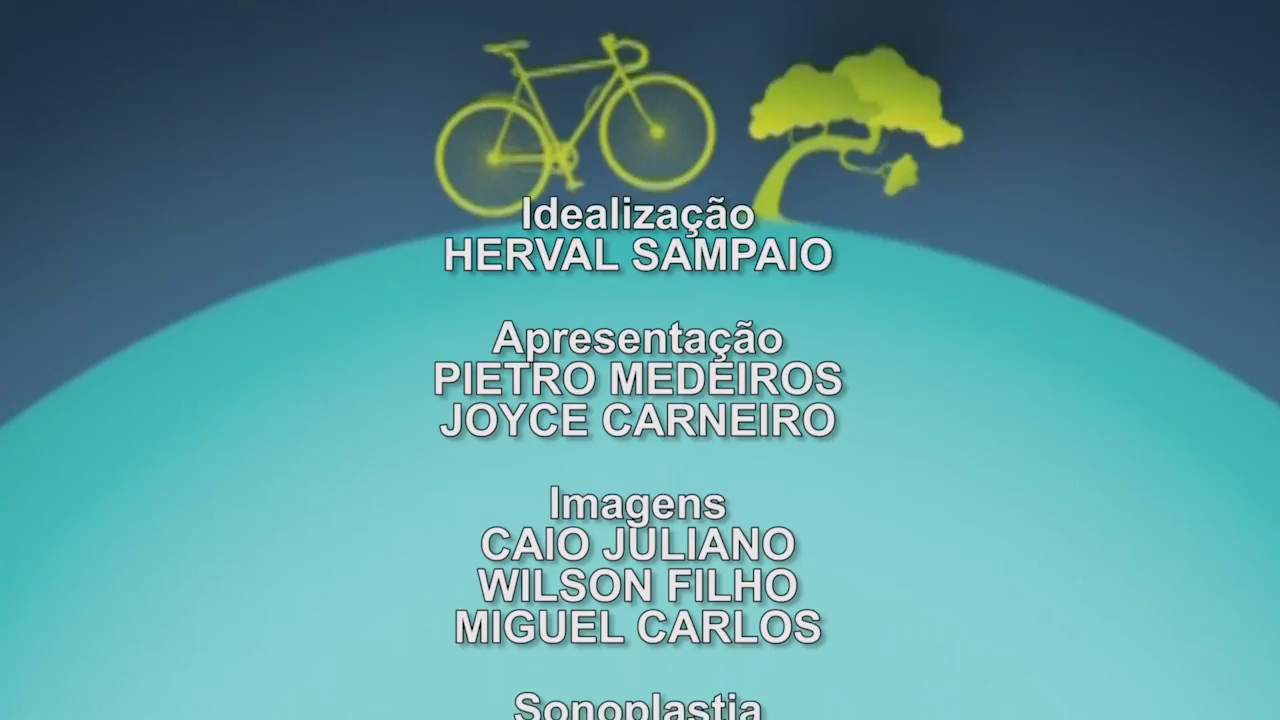 Idealização
HERVAL SAMPAIO
Apresentação
PIETRO MEDEIROS
JOYCE CARNEIRO
Imagens
CAIO JULIANO
WILSON FILHO
MIGUEL CARLOS
Sonoplastia